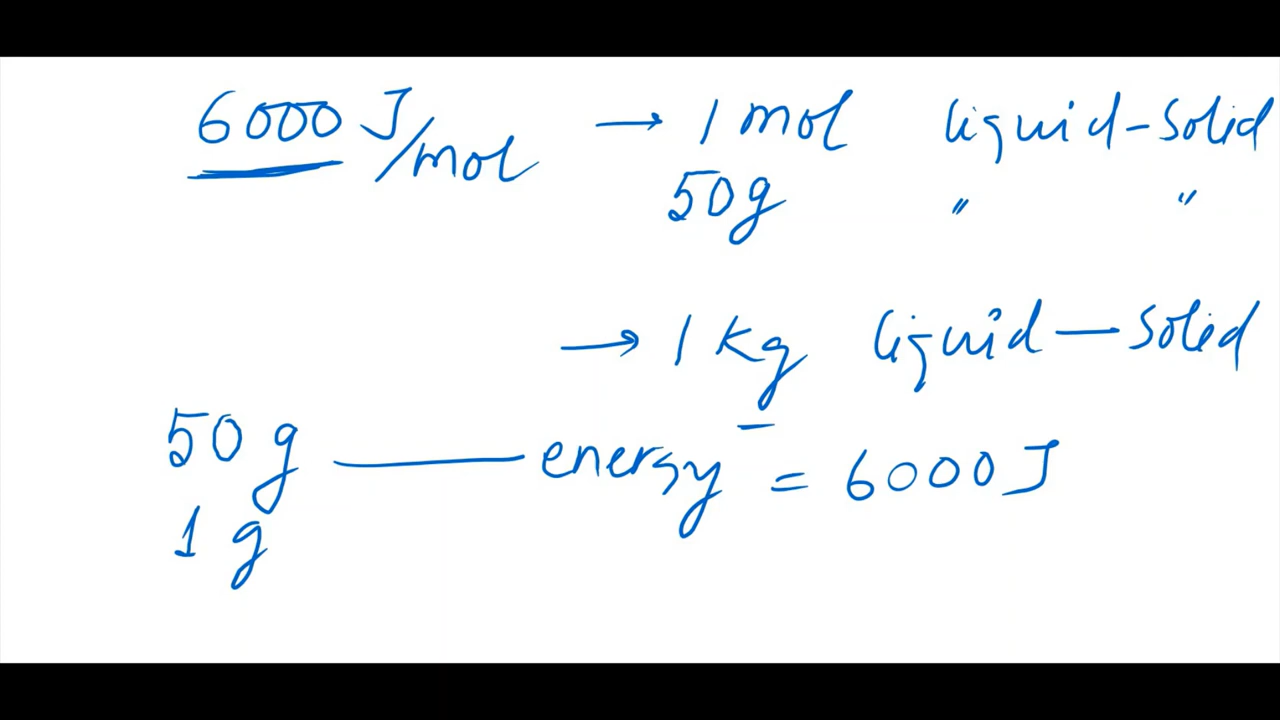 6000 J/mol → 1 mol liquid-solid
50g " "
→ 1 kg liquid — solid
50 g —— energy = 6000 J
1 g